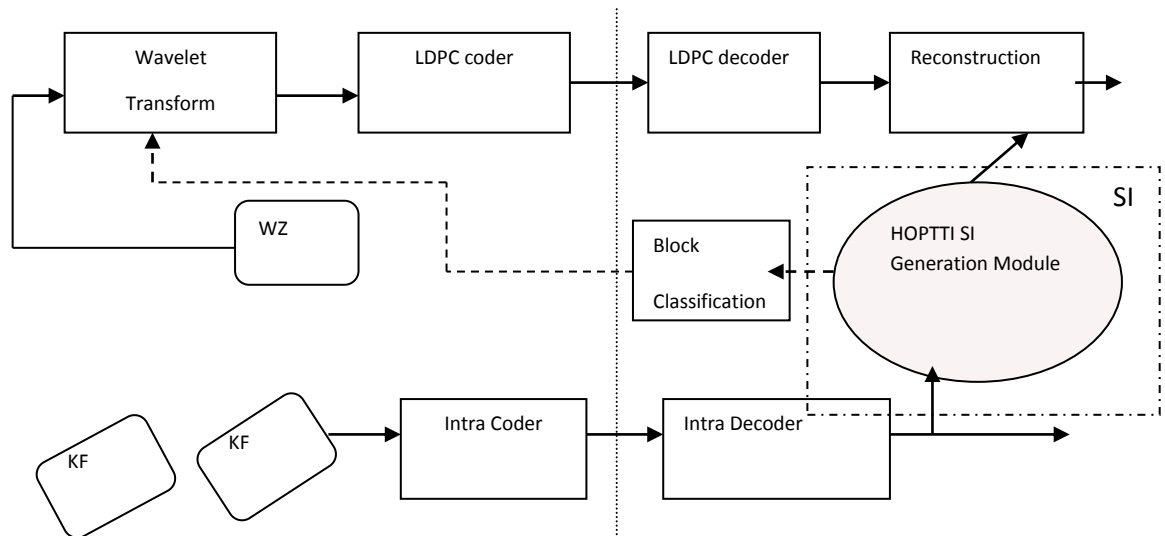 Wavelet
Transform
LDPC coder
LDPC decoder
Reconstruction
SI
WZ
Block
Classification
HOPTTI SI
Generation Module
KF
KF
Intra Coder
Intra Decoder